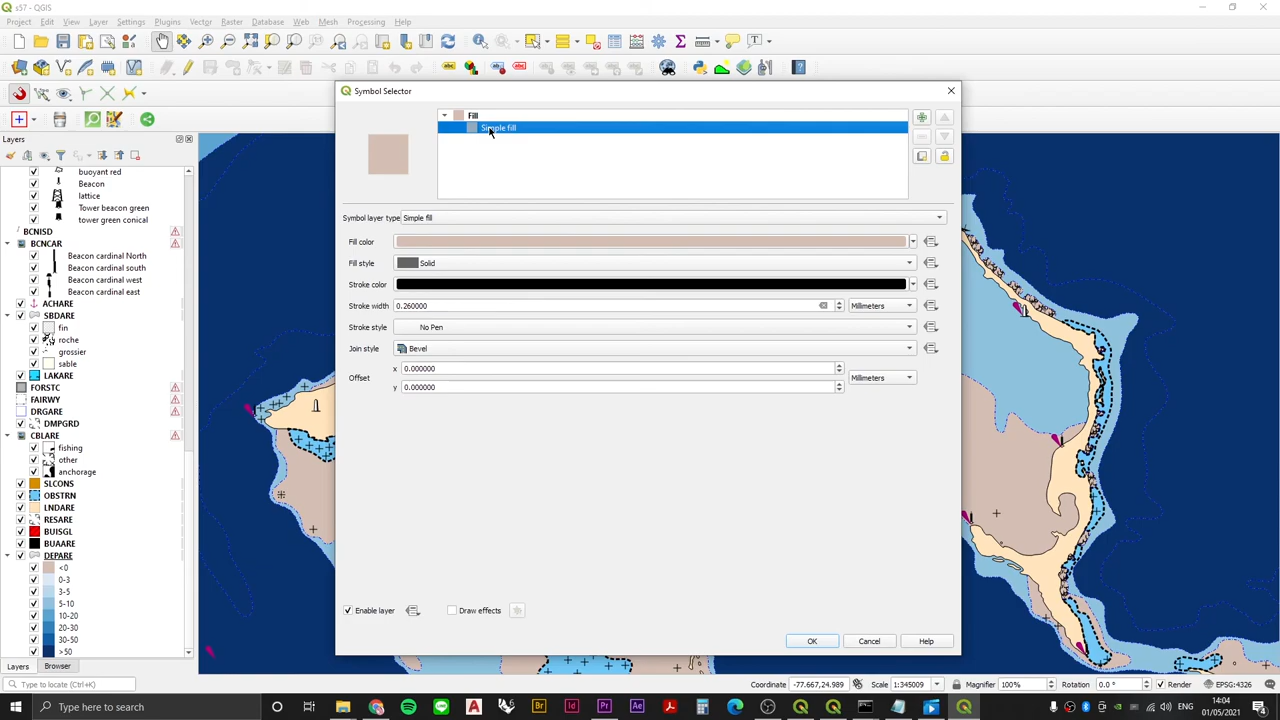 s57 - QGIS
Project Edit View Layer Settings Plugins Vector Raster Database Web Mesh Processing Help
Symbol Selector
Fill
Simple fill
Symbol layer type Simple fill
Fill color
Fill style Solid
Stroke color
Stroke width 0.260000 Millimeters
Stroke style No Pen
Join style Bevel
Offset x 0.000000 Millimeters
y 0.000000
Enable layer Draw effects
OK Cancel Help
Layers
buoyant red
Beacon
lattice
Tower beacon green
tower green conical
BCNISD
BCNCAR
Beacon cardinal North
Beacon cardinal south
Beacon cardinal west
Beacon cardinal east
ACHARE
SBDARE
fin
roche
grossier
sable
LAKARE
FORSTC
FAIRWY
DRGARE
DMPGRD
CBLARE
fishing
other
anchorage
SLCONS
OBSTRN
LNDARE
RESARE
BUISGL
BUAARE
DEPARE
<0
0-3
3-5
5-10
10-20
20-30
30-50
>50
Layers Browser
Type to locate (Ctrl+K) Coordinate -77.667,24.989 Scale 1:345009 Magnifier 100% Rotation 0.0 ° Render EPSG:4326
Type here to search
14:04
01/05/2021